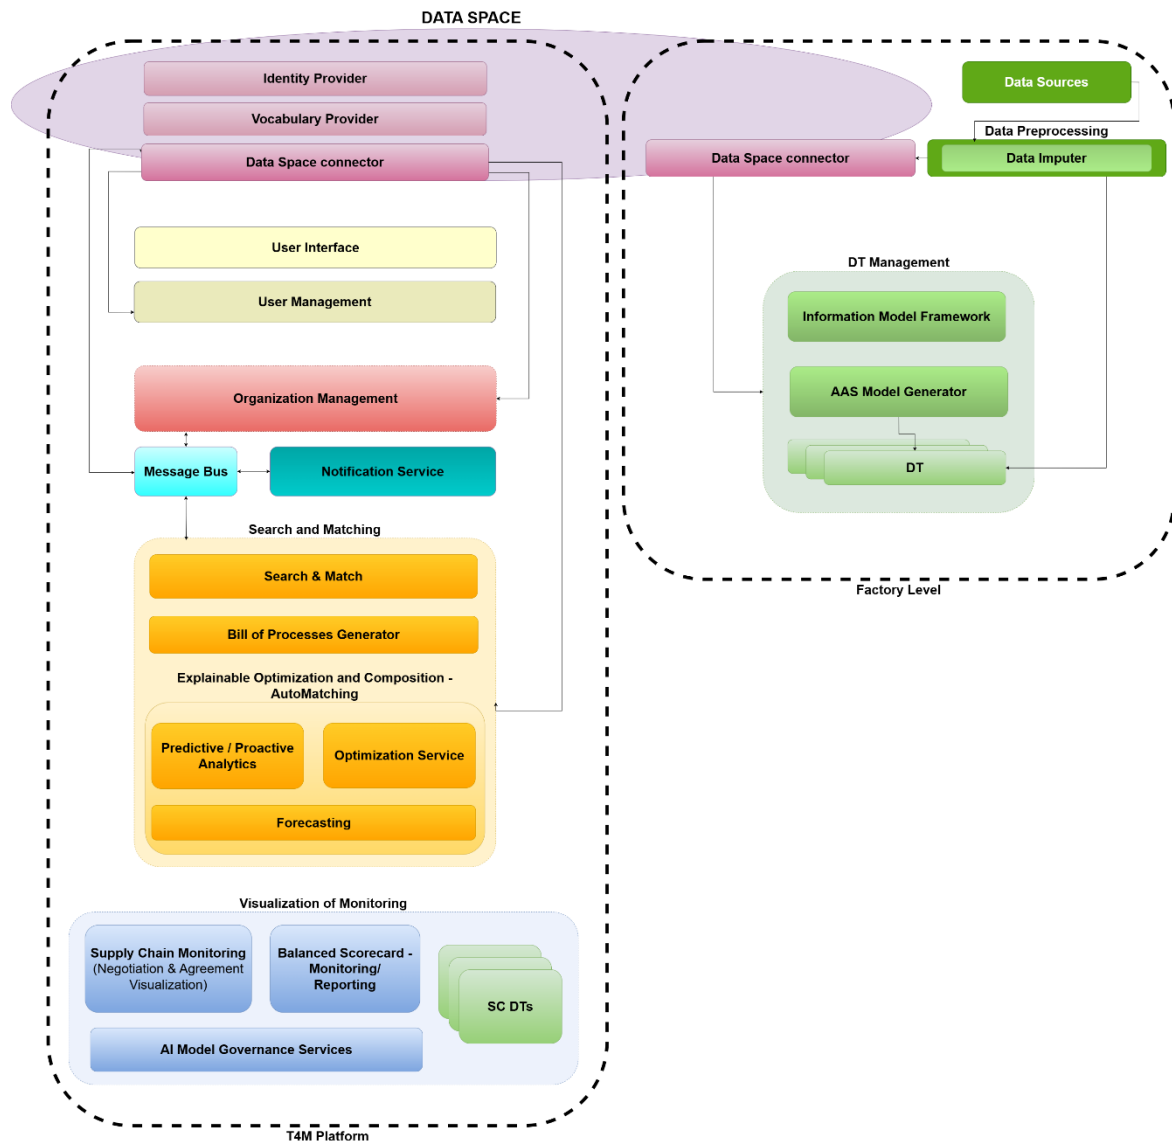 DATA SPACE
Identity Provider
Vocabulary Provider
Data Space connector
User Interface
User Management
Organization Management
Message Bus
Notification Service
Search and Matching
Search & Match
Bill of Processes Generator
Explainable Optimization and Composition -
AutoMatching
Predictive / Proactive
Analytics
Optimization Service
Forecasting
Visualization of Monitoring
Supply Chain Monitoring
(Negotiation & Agreement
Visualization)
Balanced Scorecard -
Monitoring/
Reporting
SC DTs
AI Model Governance Services
T4M Platform
Data Sources
Data Preprocessing
Data Space connector
Data Imputer
DT Management
Information Model Framework
AAS Model Generator
DT
Factory Level